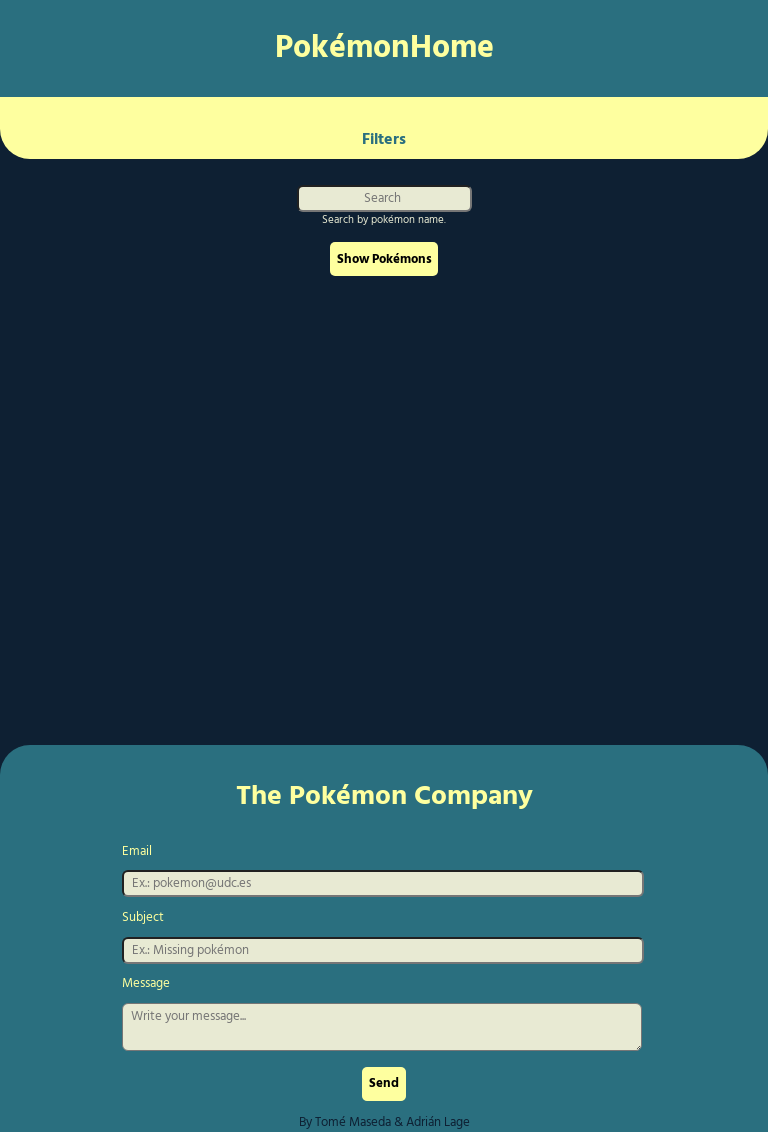 PokémonHome
Filters
Search
Search by pokémon name.
Show Pokémons
The Pokémon Company
Email
Ex.: pokemon@udc.es
Subject
Ex.: Missing pokémon
Message
Write your message...
Send
By Tomé Maseda & Adrián Lage